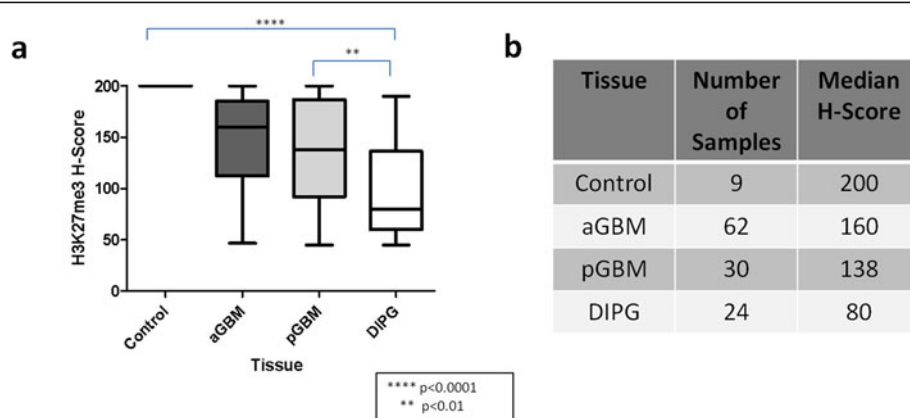 a
****
**
H3K27me3 H-Score
200
150
100
50
0
Control
aGBM
pGBM
DIPG
Tissue
**** p<0.0001
** p<0.01
b
Tissue Number of Samples Median H-Score
Control 9 200
aGBM 62 160
pGBM 30 138
DIPG 24 80